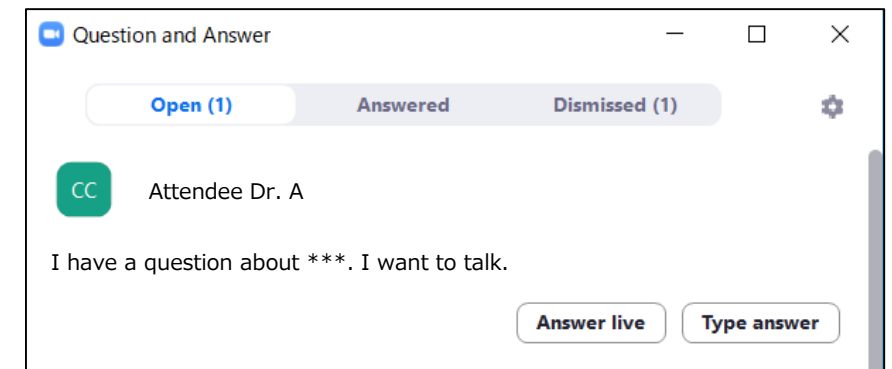 Question and Answer
Open (1) Answered Dismissed (1)
CC Attendee Dr. A
I have a question about ***. I want to talk.
Answer live Type answer